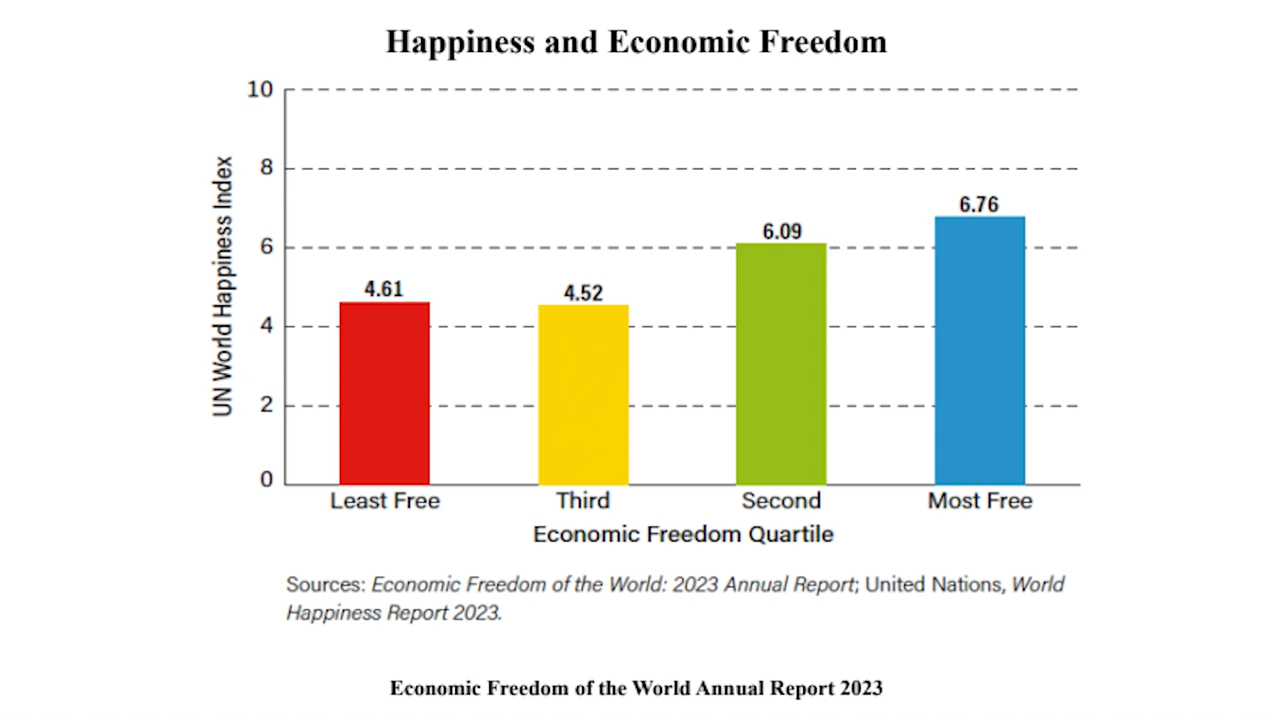 Happiness and Economic Freedom
10
8
6
4
2
0
UN World Happiness Index
4.61
4.52
6.09
6.76
Least Free
Third
Second
Most Free
Economic Freedom Quartile
Sources: Economic Freedom of the World: 2023 Annual Report; United Nations, World
Happiness Report 2023.
Economic Freedom of the World Annual Report 2023